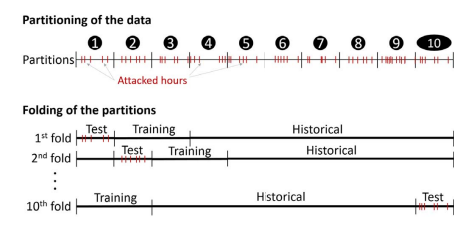 Partitioning of the data
1 2 3 4 5 6 7 8 9 10
Partitions
Attacked hours
Folding of the partitions
Test Training Historical
1st fold
Test Training Historical
2nd fold
Training Historical Test
10th fold